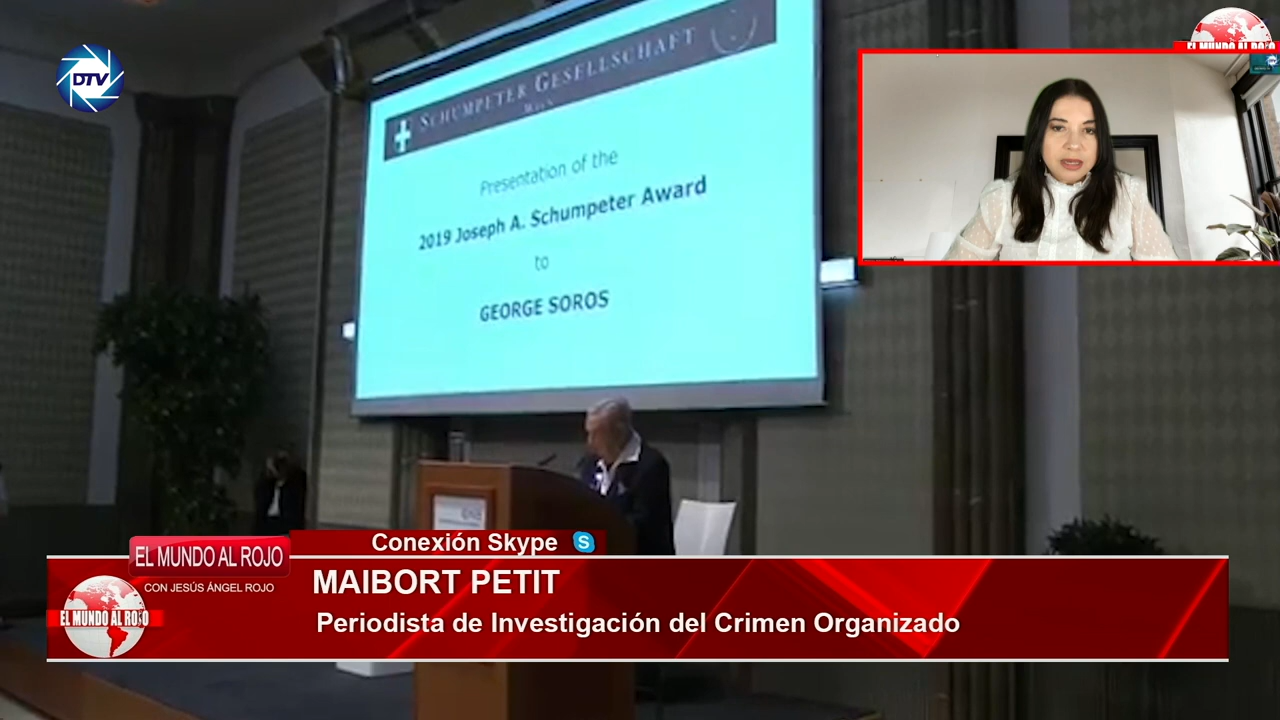 DTV
EL MUNDO AL ROJO
SCHUMPETER GESELLSCHAFT
WIEN
Presentation of the
2019 Joseph A. Schumpeter Award
to
GEORGE SOROS
Conexión Skype
EL MUNDO AL ROJO
CON JESÚS ÁNGEL ROJO
EL MUNDO AL ROJO
MAIBORT PETIT
Periodista de Investigación del Crimen Organizado